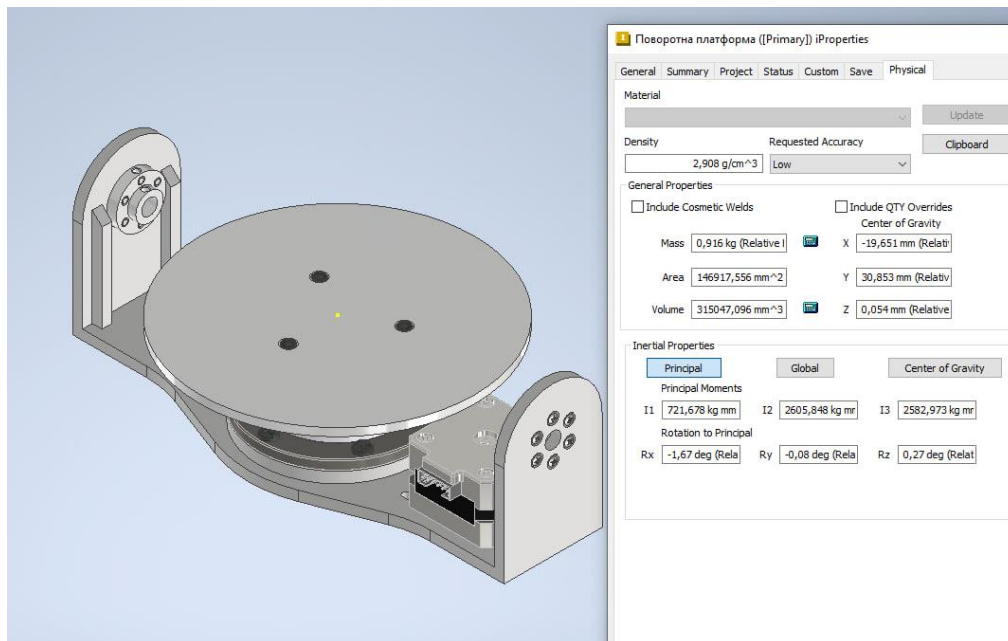 Поворотна платформа ([Primary]) iProperties
General Summary Project Status Custom Save Physical
Material
Update
Density Requested Accuracy Clipboard
2,908 g/cm^3 Low
General Properties
Include Cosmetic Welds Include QTY Overrides
Center of Gravity
Mass 0,916 kg (Relative X -19,651 mm (Relati
Area 146917,556 mm^2 Y 30,853 mm (Relativ
Volume 315047,096 mm^3 Z 0,054 mm (Relative
Inertial Properties
Principal Global Center of Gravity
Principal Moments
I1 721,678 kg mm I2 2605,848 kg mr I3 2582,973 kg mr
Rotation to Principal
Rx -1,67 deg (Rela Ry -0,08 deg (Rela Rz 0,27 deg (Relat